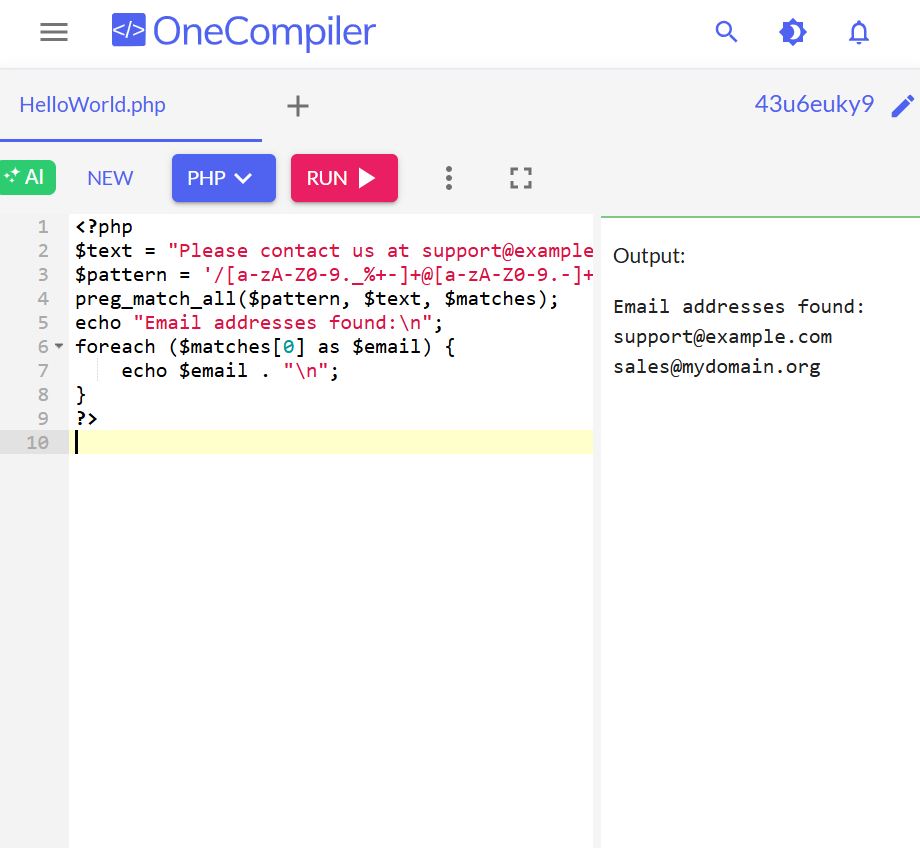 </> OneCompiler
HelloWorld.php
43u6euky9
AI
NEW
PHP
RUN
1 <?php
2 $text = "Please contact us at support@example
3 $pattern = '/[a-zA-Z0-9._%+-]+@[a-zA-Z0-9.-]+
4 preg_match_all($pattern, $text, $matches);
5 echo "Email addresses found:\n";
6 foreach ($matches[0] as $email) {
7     echo $email . "\n";
8 }
9 ?>
10
Output:
Email addresses found:
support@example.com
sales@mydomain.org